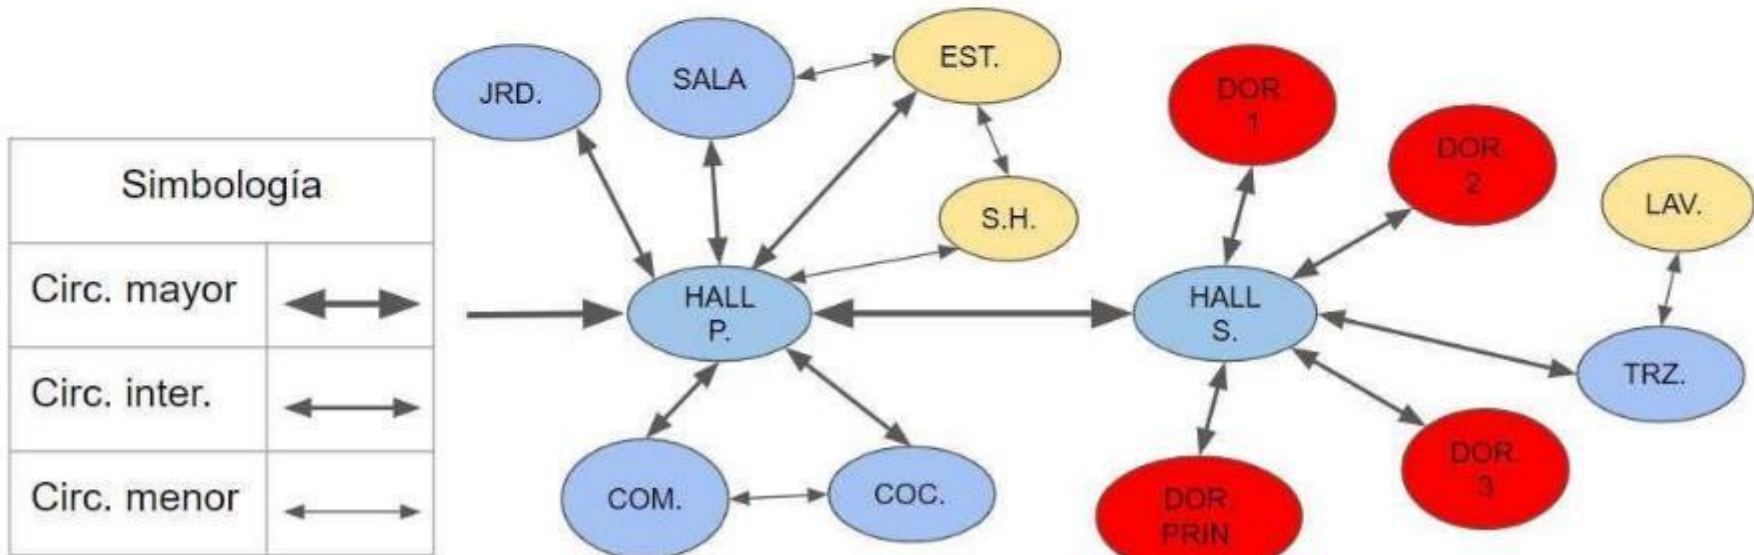 Simbología
Circ. mayor
Circ. inter.
Circ. menor
JRD.
SALA
EST.
S.H.
HALL
P.
COM.
COC.
HALL
S.
DOR.
1
DOR.
2
LAV.
TRZ.
DOR.
3
DOR.
PRIN